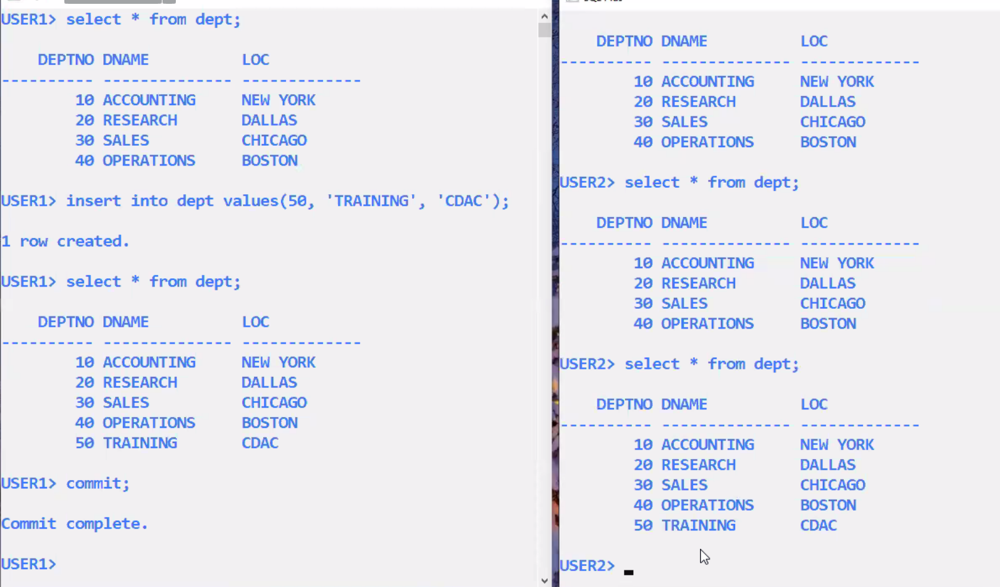 USER1> select * from dept;
DEPTNO DNAME LOC
---------- -------------- -------------
10 ACCOUNTING NEW YORK
20 RESEARCH DALLAS
30 SALES CHICAGO
40 OPERATIONS BOSTON
USER1> insert into dept values(50, 'TRAINING', 'CDAC');
1 row created.
USER1> select * from dept;
DEPTNO DNAME LOC
---------- -------------- -------------
10 ACCOUNTING NEW YORK
20 RESEARCH DALLAS
30 SALES CHICAGO
40 OPERATIONS BOSTON
50 TRAINING CDAC
USER1> commit;
Commit complete.
USER1>
DEPTNO DNAME LOC
---------- -------------- -------------
10 ACCOUNTING NEW YORK
20 RESEARCH DALLAS
30 SALES CHICAGO
40 OPERATIONS BOSTON
USER2> select * from dept;
DEPTNO DNAME LOC
---------- -------------- -------------
10 ACCOUNTING NEW YORK
20 RESEARCH DALLAS
30 SALES CHICAGO
40 OPERATIONS BOSTON
USER2> select * from dept;
DEPTNO DNAME LOC
---------- -------------- -------------
10 ACCOUNTING NEW YORK
20 RESEARCH DALLAS
30 SALES CHICAGO
40 OPERATIONS BOSTON
50 TRAINING CDAC
USER2>